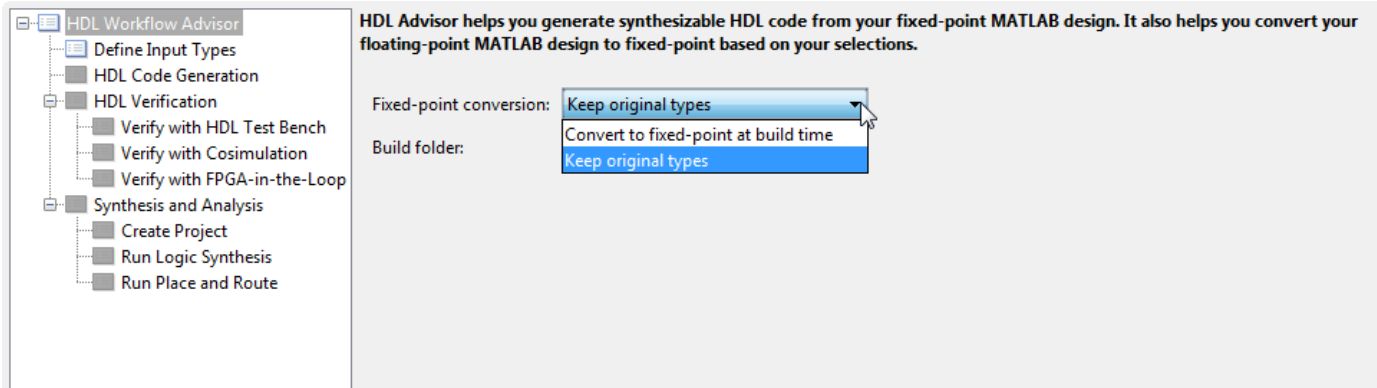 HDL Workflow Advisor
Define Input Types
HDL Code Generation
HDL Verification
Verify with HDL Test Bench
Verify with Cosimulation
Verify with FPGA-in-the-Loop
Synthesis and Analysis
Create Project
Run Logic Synthesis
Run Place and Route
HDL Advisor helps you generate synthesizable HDL code from your fixed-point MATLAB design. It also helps you convert your
floating-point MATLAB design to fixed-point based on your selections.
Fixed-point conversion: Keep original types
Convert to fixed-point at build time
Build folder:
Keep original types